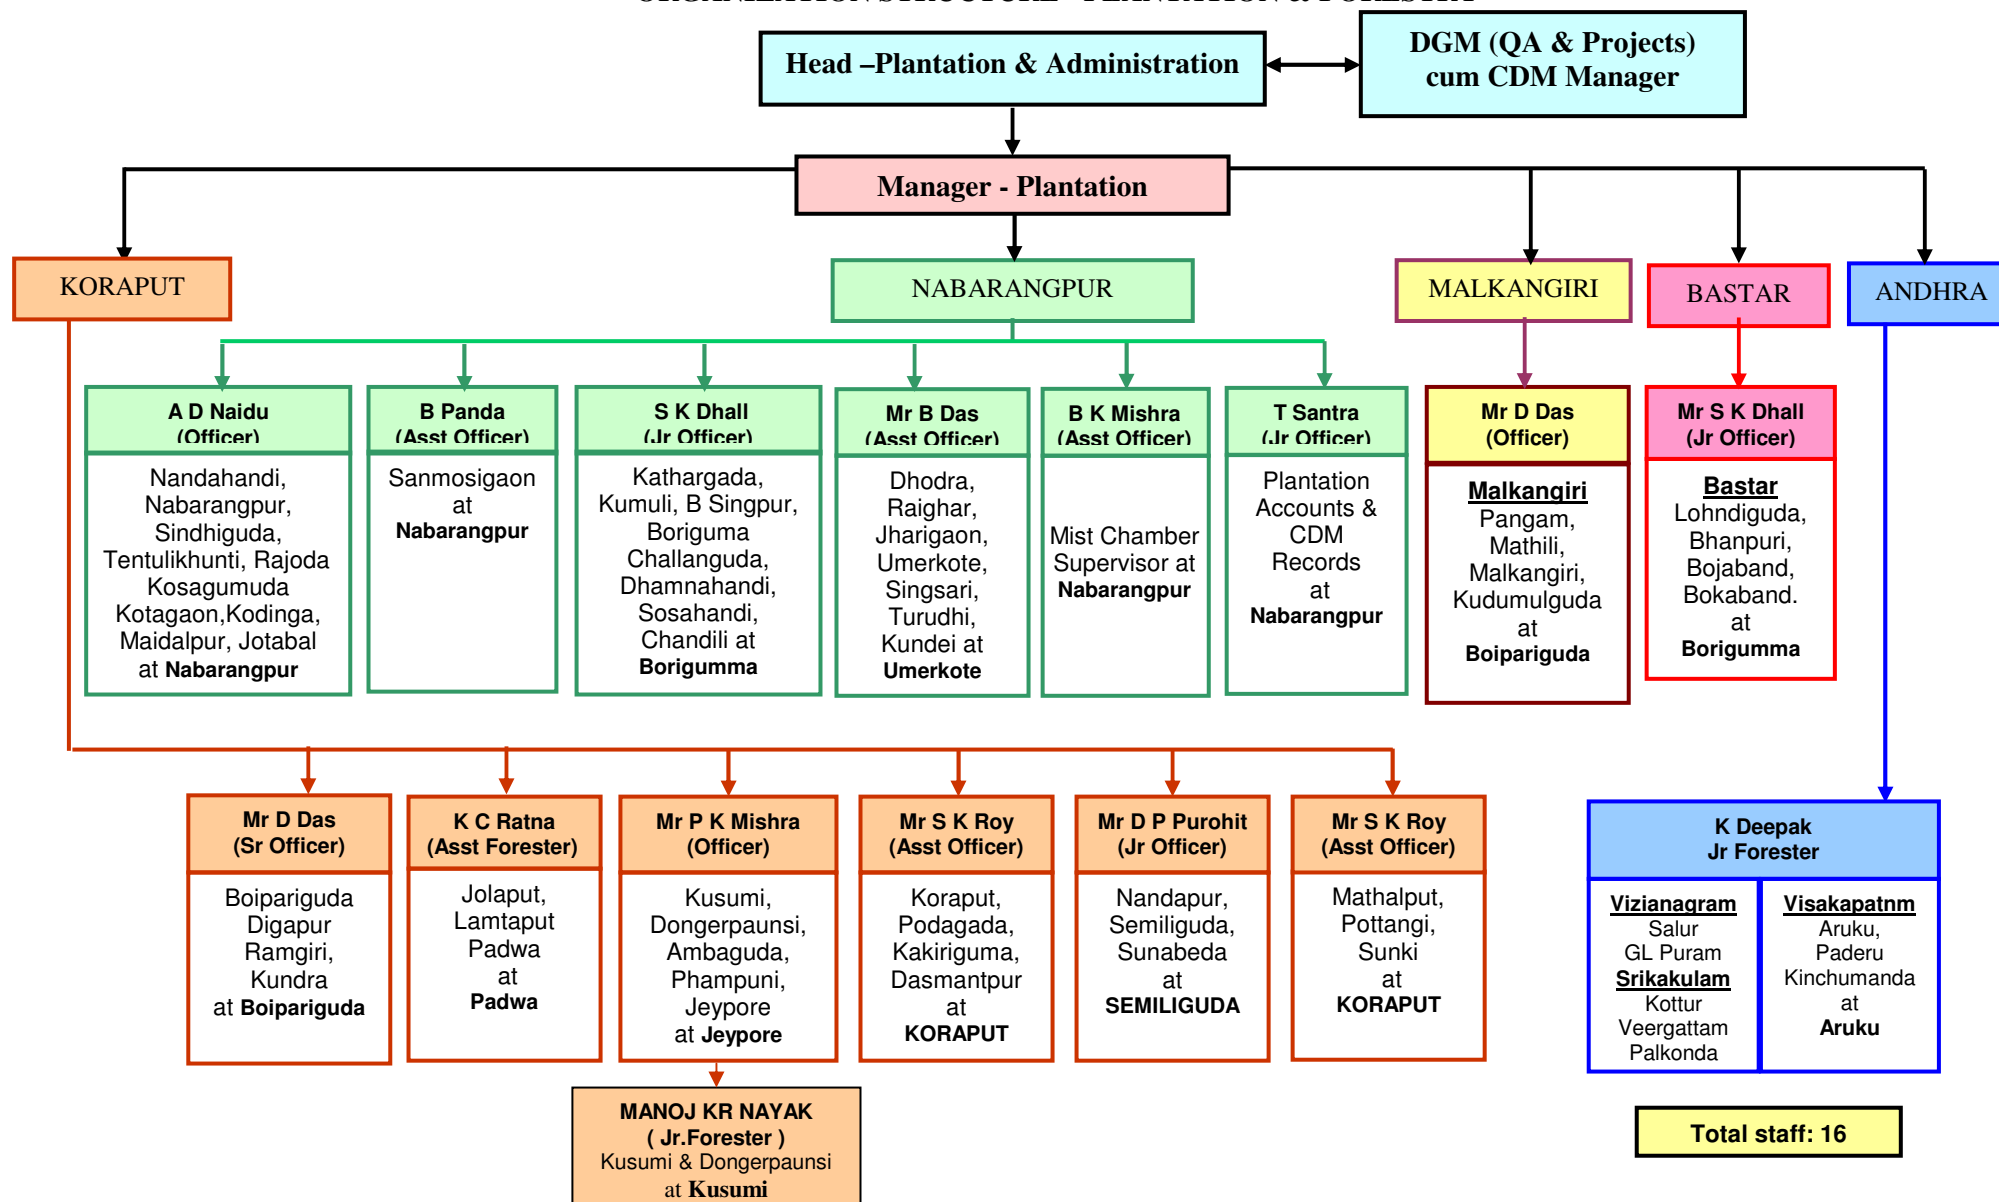 Head –Plantation & Administration
DGM (QA & Projects)
cum CDM Manager
Manager - Plantation
KORAPUT
NABARANGPUR
MALKANGIRI
BASTAR
ANDHRA
A D Naidu
(Officer)
Nandahandi,
Nabarangpur,
Sindhiguda,
Tentulikhunti, Rajoda
Kosagumuda
Kotagaon,Kodinga,
Maidalpur, Jotabal
at Nabarangpur
B Panda
(Asst Officer)
Sanmosigaon
at
Nabarangpur
S K Dhall
(Jr Officer)
Kathargada,
Kumuli, B Singpur,
Boriguma
Challanguda,
Dhamnahandi,
Sosahandi,
Chandili at
Borigumma
Mr B Das
(Asst Officer)
Dhodra,
Raighar,
Jharigaon,
Umerkote,
Singsari,
Turudhi,
Kundei at
Umerkote
B K Mishra
(Asst Officer)
Mist Chamber
Supervisor at
Nabarangpur
T Santra
(Jr Officer)
Plantation
Accounts &
CDM
Records
at
Nabarangpur
Mr D Das
(Officer)
Malkangiri
Pangam,
Mathili,
Malkangiri,
Kudumulguda
at
Boipariguda
Mr S K Dhall
(Jr Officer)
Bastar
Lohndiguda,
Bhanpuri,
Bojaband,
Bokaband.
at
Borigumma
Mr D Das
(Sr Officer)
Boipariguda
Digapur
Ramgiri,
Kundra
at Boipariguda
K C Ratna
(Asst Forester)
Jolaput,
Lamtaput
Padwa
at
Padwa
Mr P K Mishra
(Officer)
Kusumi,
Dongerpaunsi,
Ambaguda,
Phampuni,
Jeypore
at Jeypore
Mr S K Roy
(Asst Officer)
Koraput,
Podagada,
Kakiriguma,
Dasmantpur
at
KORAPUT
Mr D P Purohit
(Jr Officer)
Nandapur,
Semiliguda,
Sunabeda
at
SEMILIGUDA
Mr S K Roy
(Asst Officer)
Mathalput,
Pottangi,
Sunki
at
KORAPUT
K Deepak
Jr Forester
Vizianagram
Salur
GL Puram
Srikakulam
Kottur
Veergattam
Palkonda
Visakapatnm
Aruku,
Paderu
Kinchumanda
at
Aruku
MANOJ KR NAYAK
( Jr.Forester )
Kusumi & Dongerpaunsi
at Kusumi
Total staff: 16